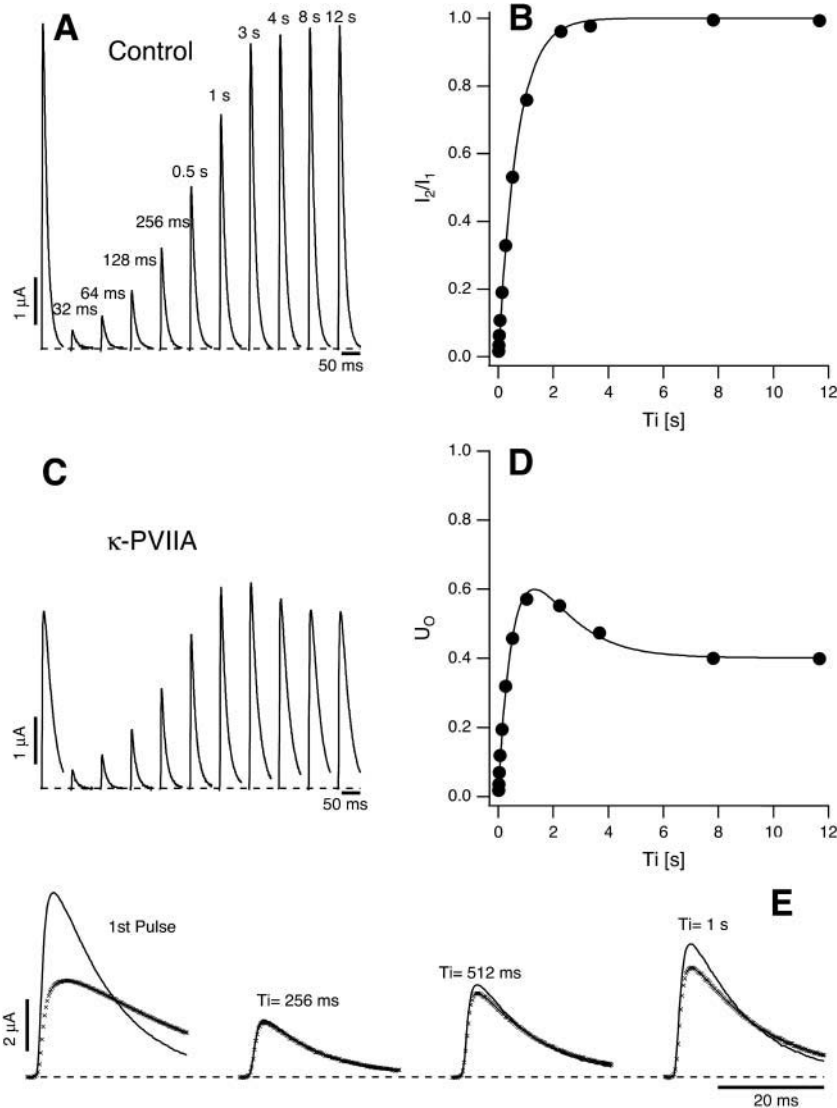 A
Control
32 ms
64 ms
128 ms
256 ms
0.5 s
1 s
3 s
4 s
8 s
12 s
1 µA
50 ms
B
1.0
0.8
0.6
0.4
0.2
0.0
I2/I1
0 2 4 6 8 10 12
Ti [s]
C
κ-PVIIA
1 µA
50 ms
D
1.0
0.8
0.6
0.4
0.2
0.0
UO
0 2 4 6 8 10 12
Ti [s]
E
1st Pulse
Ti= 256 ms
Ti= 512 ms
Ti= 1 s
2 µA
20 ms